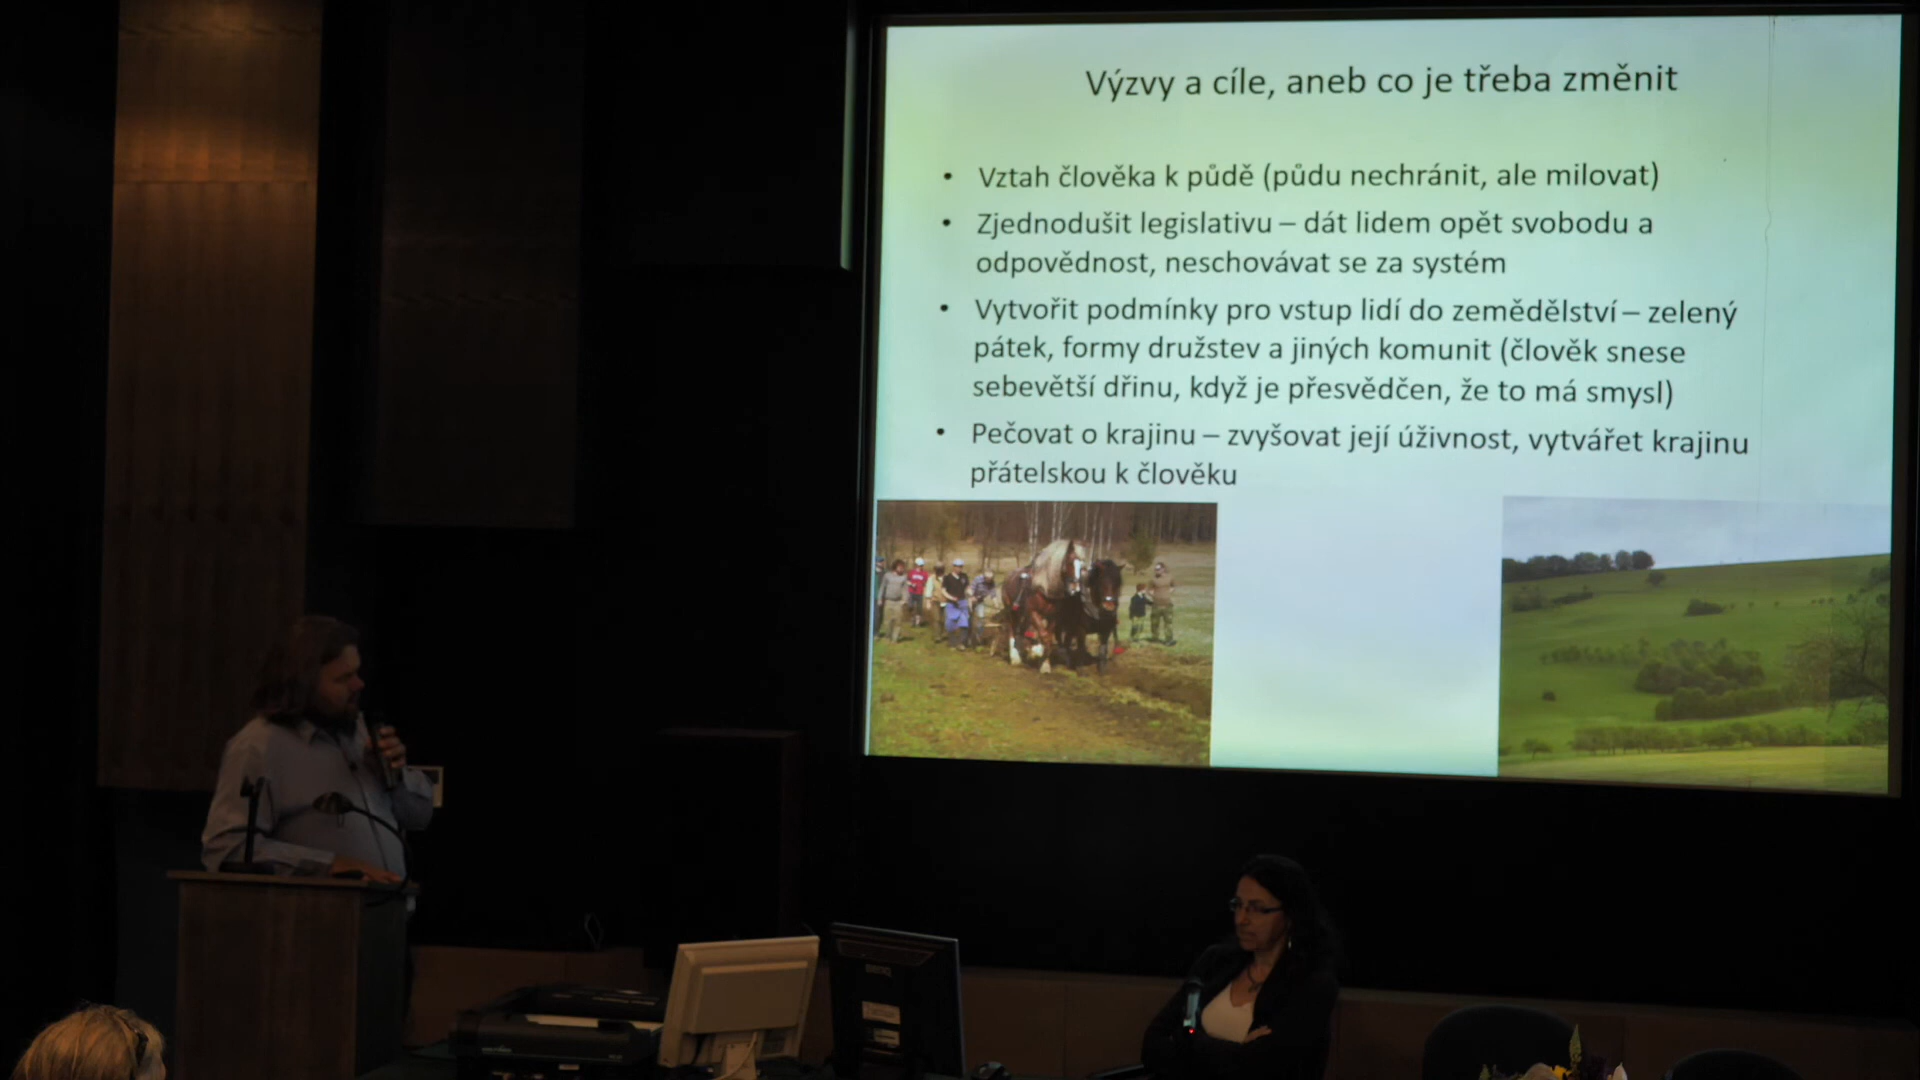 Výzvy a cíle, aneb co je třeba změnit
• Vztah člověka k půdě (půdu nechránit, ale milovat)
• Zjednodušit legislativu – dát lidem opět svobodu a
odpovědnost, neschovávat se za systém
• Vytvořit podmínky pro vstup lidí do zemědělství – zelený
pátek, formy družstev a jiných komunit (člověk snese
sebevětší dřinu, když je přesvědčen, že to má smysl)
• Pečovat o krajinu – zvyšovat její úživnost, vytvářet krajinu
přátelskou k člověku
BENQ